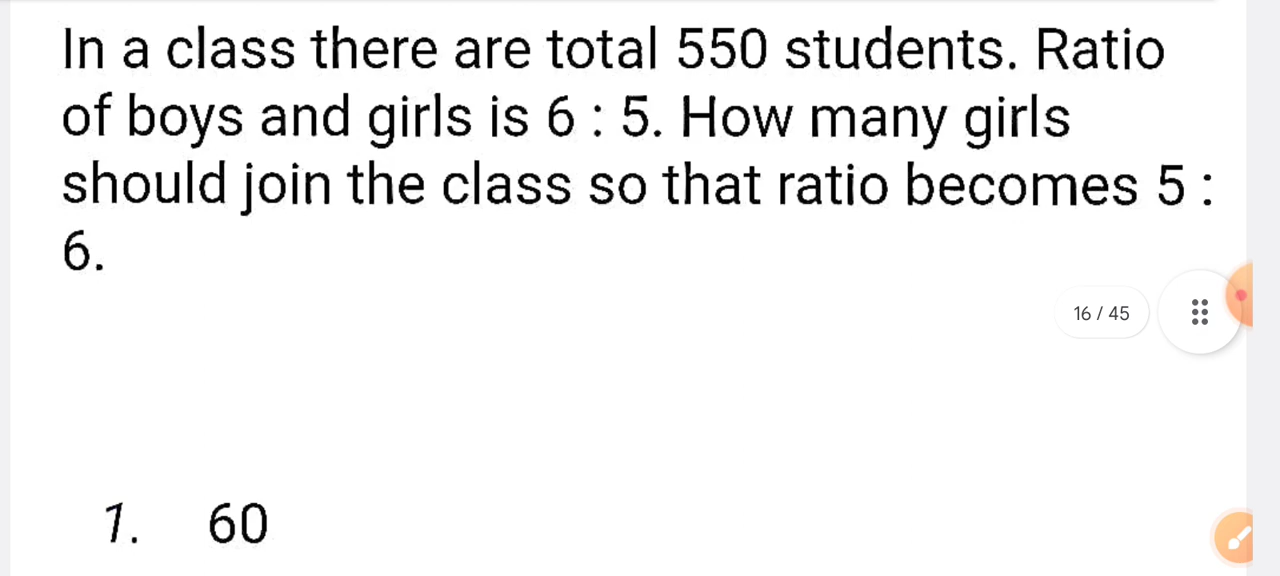 In a class there are total 550 students. Ratio
of boys and girls is 6 : 5. How many girls
should join the class so that ratio becomes 5 :
6.
16 / 45
1. 60